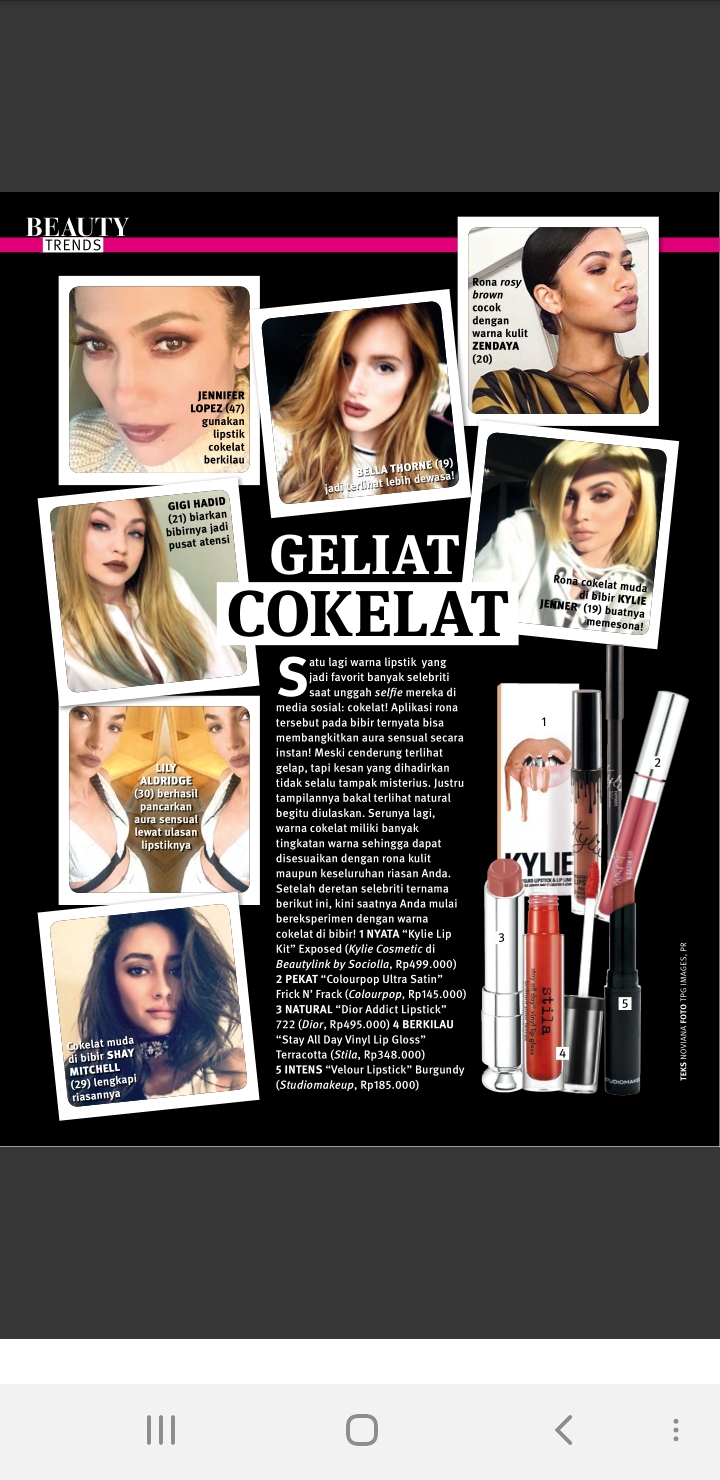 BEAUTY
TRENDS
JENNIFER
LOPEZ (47)
gunakan
lipstik
cokelat
berkilau
BELLA THORNE (19)
jadi terlihat lebih dewasa!
Rona rosy
brown
cocok
dengan
warna kulit
ZENDAYA
(20)
GIGI HADID
(21) biarkan
bibirnya jadi
pusat atensi
Rona cokelat muda
di bibir KYLIE
JENNER (19) buatnya
memesona!
GELIAT
COKELAT
LILY
ALDRIDGE
(30) berhasil
pancarkan
aura sensual
lewat ulasan
lipstiknya
Cokelat muda
di bibir SHAY
MITCHELL
(29) lengkapi
riasannya
Satu lagi warna lipstik yang
jadi favorit banyak selebriti
saat unggah selfie mereka di
media sosial: cokelat! Aplikasi rona
tersebut pada bibir ternyata bisa
membangkitkan aura sensual secara
instan! Meski cenderung terlihat
gelap, tapi kesan yang dihadirkan
tidak selalu tampak misterius. Justru
tampilannya bakal terlihat natural
begitu diulaskan. Serunya lagi,
warna cokelat miliki banyak
tingkatan warna sehingga dapat
disesuaikan dengan rona kulit
maupun keseluruhan riasan Anda.
Setelah deretan selebriti ternama
berikut ini, kini saatnya Anda mulai
bereksperimen dengan warna
cokelat di bibir! 1 NYATA “Kylie Lip
Kit” Exposed (Kylie Cosmetic di
Beautylink by Sociolla, Rp499.000)
2 PEKAT “Colourpop Ultra Satin”
Frick N’ Frack (Colourpop, Rp145.000)
3 NATURAL “Dior Addict Lipstick”
722 (Dior, Rp495.000) 4 BERKILAU
“Stay All Day Vinyl Lip Gloss”
Terracotta (Stila, Rp348.000)
5 INTENS “Velour Lipstick” Burgundy
(Studiomakeup, Rp185.000)
1
2
KYLIE
Kylie
3
stila
stay all day vinyl lip gloss
4
5
STUDIOMAKE
TEKS NOVIANA FOTO TPG IMAGES, PR